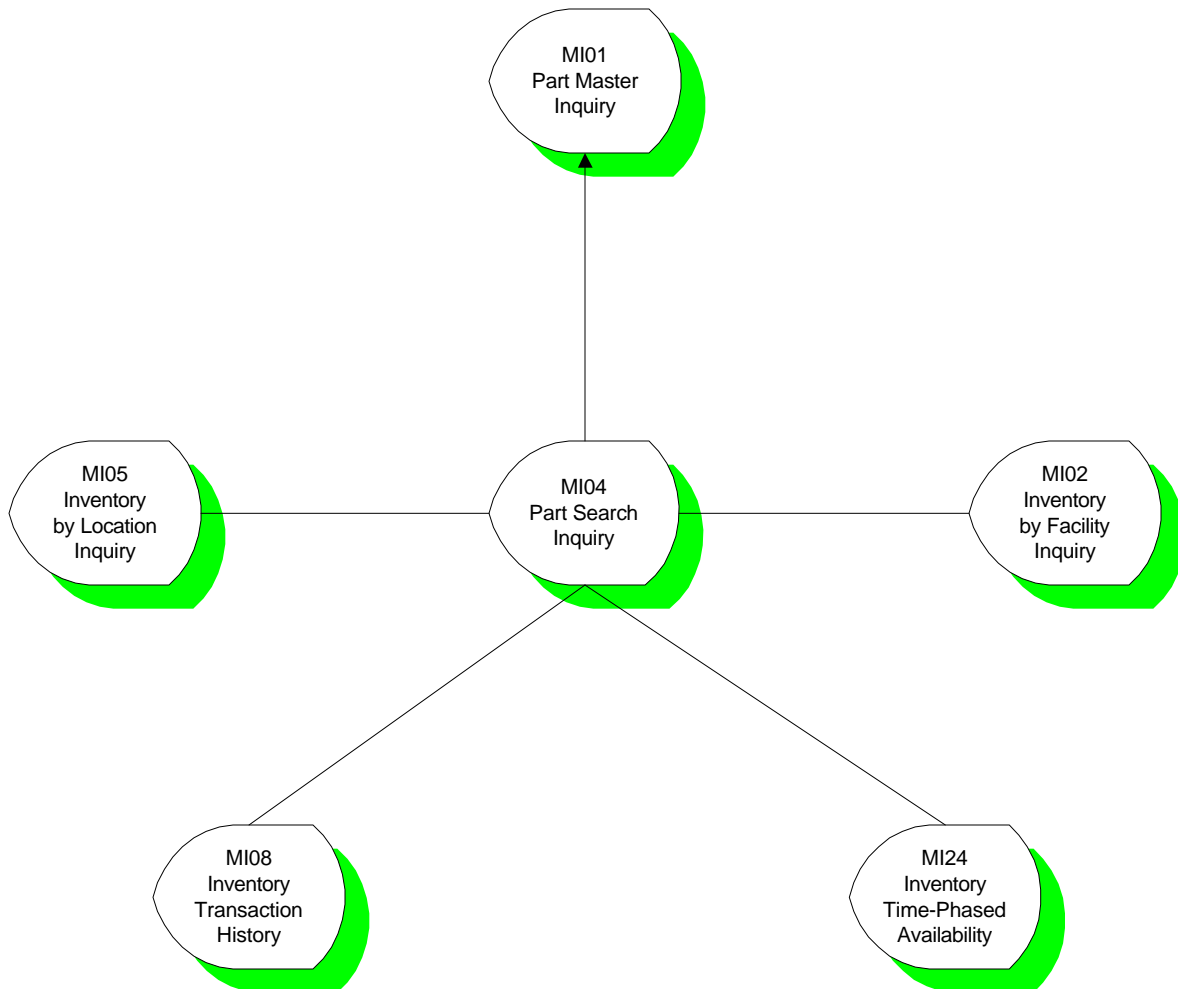 MI01
Part Master
Inquiry
MI05
Inventory
by Location
Inquiry
MI04
Part Search
Inquiry
MI02
Inventory
by Facility
Inquiry
MI08
Inventory
Transaction
History
MI24
Inventory
Time-Phased
Availability